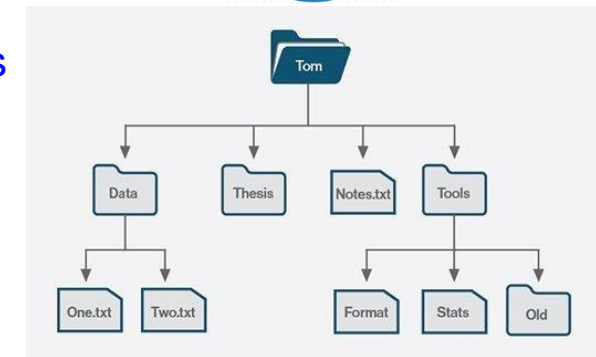 s
Tom
Data Thesis Notes.txt Tools
One.txt Two.txt Format Stats Old